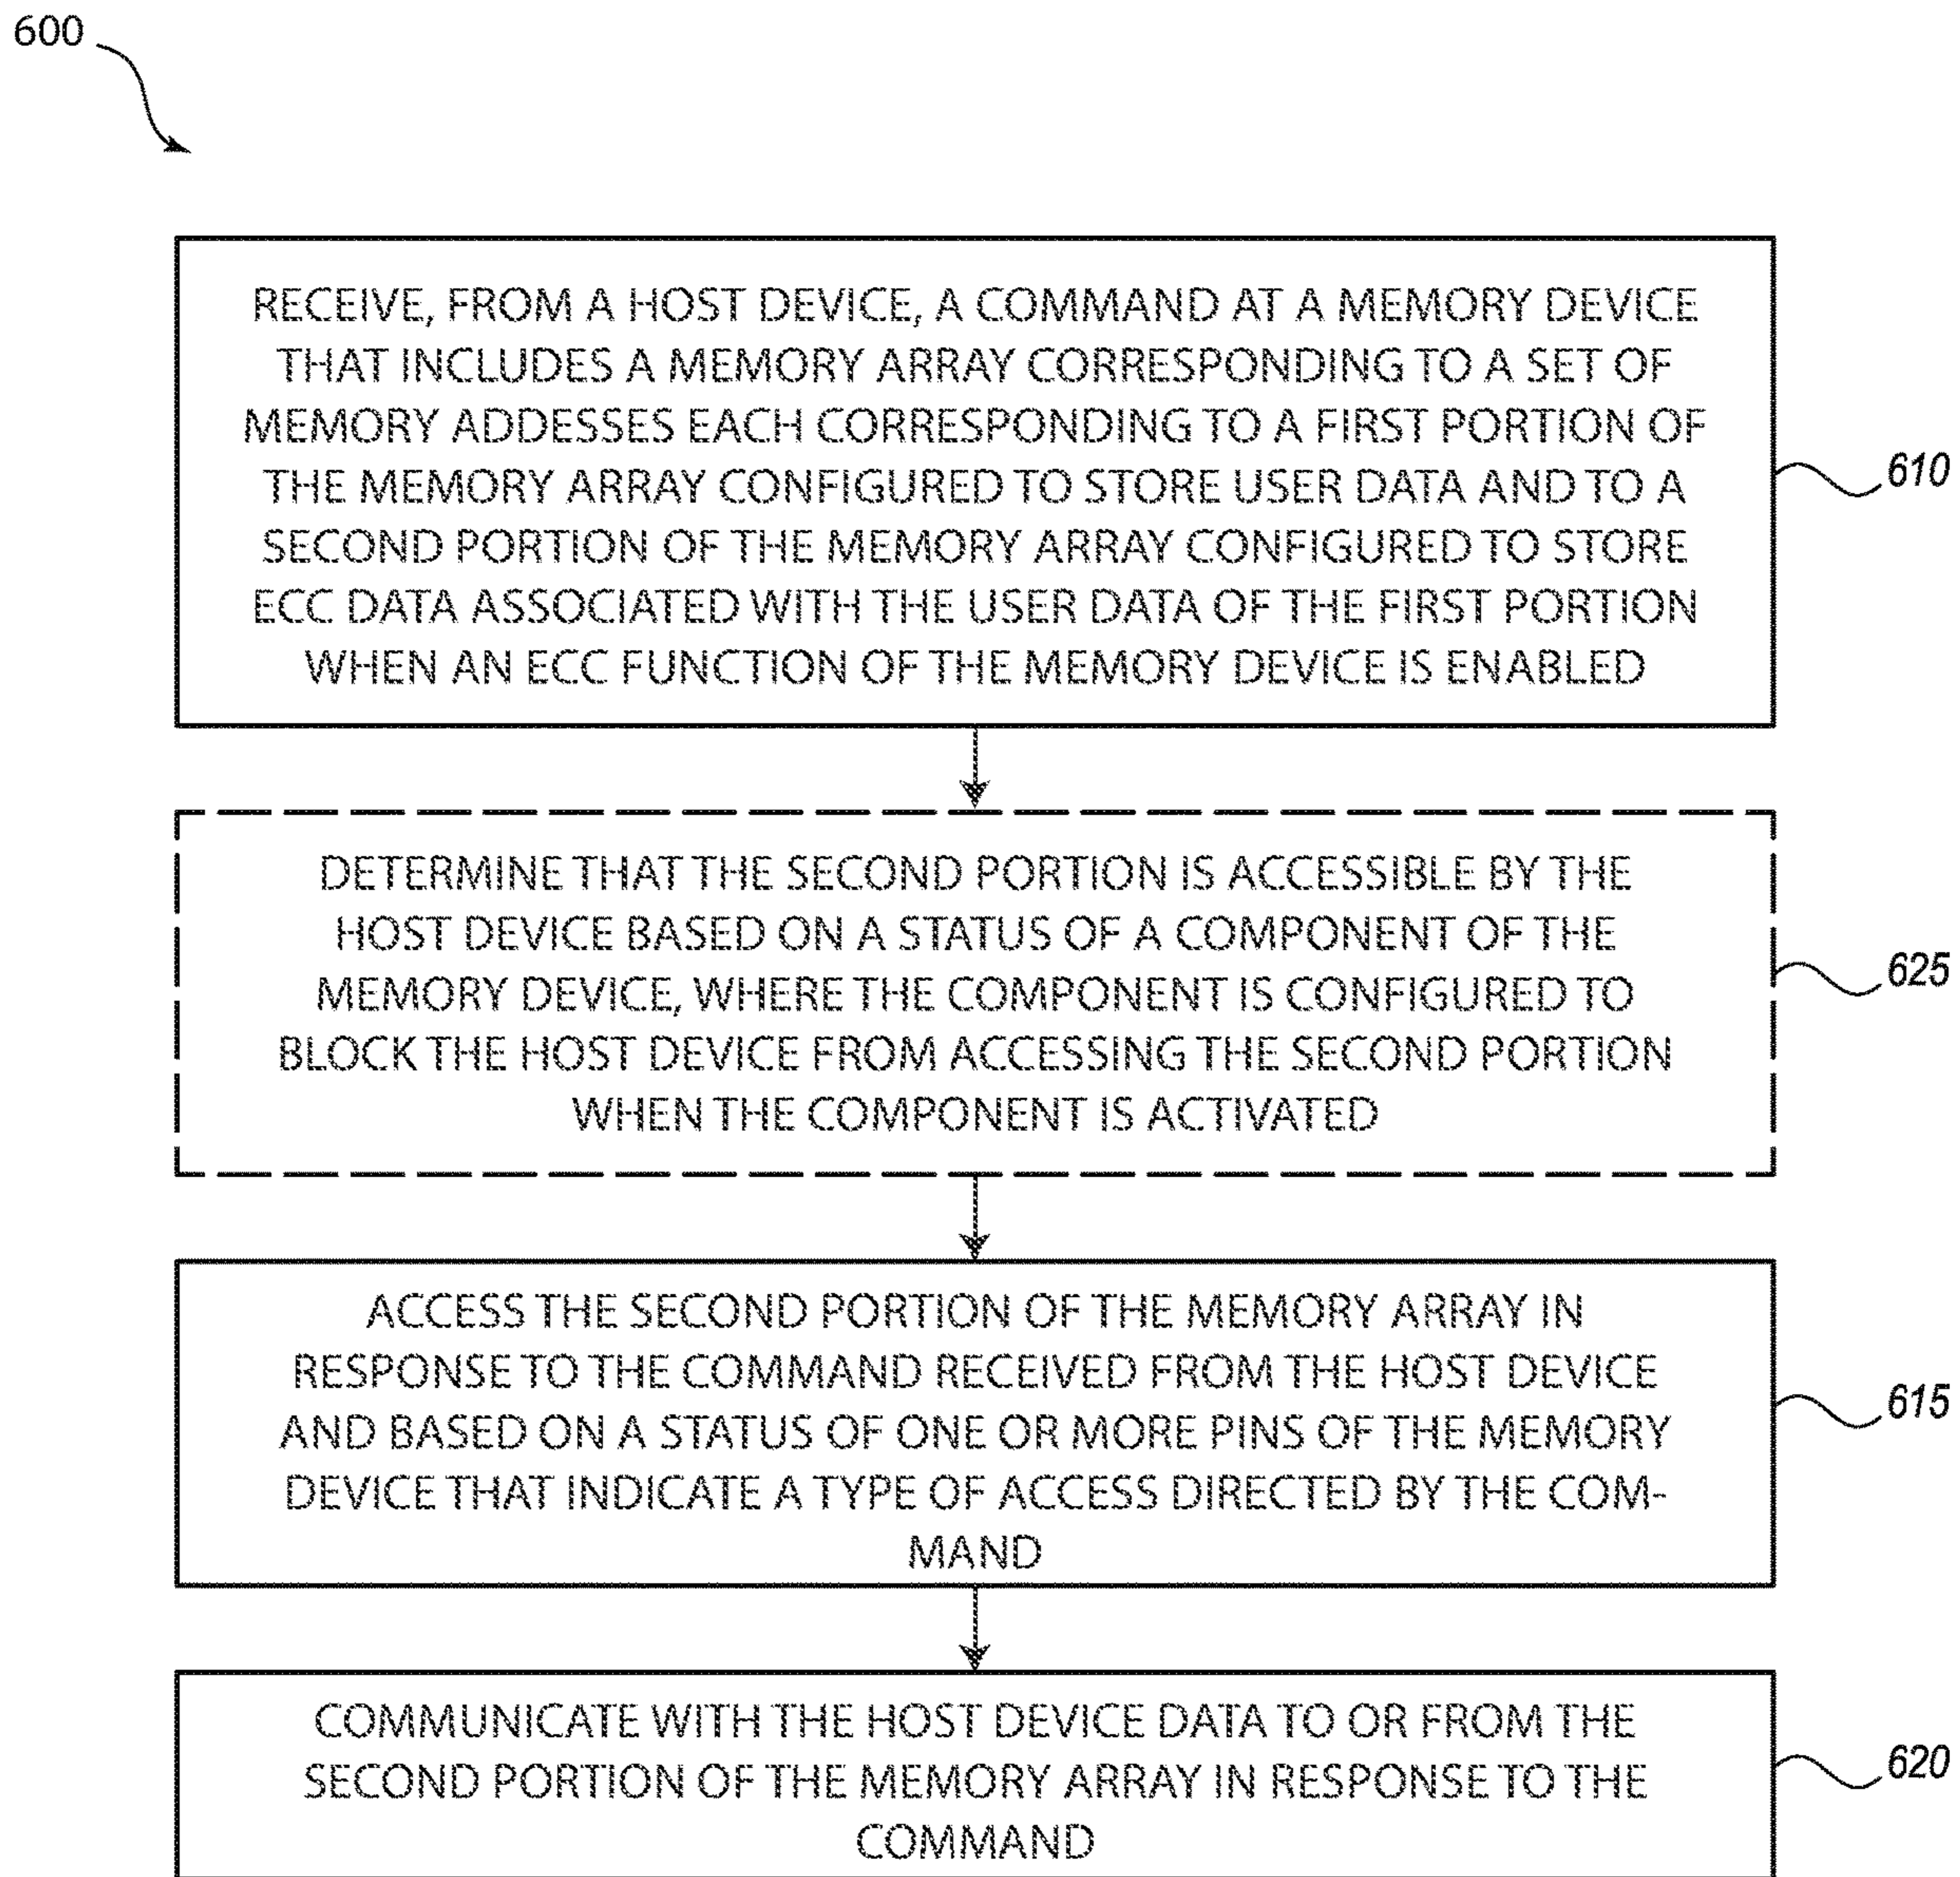 600
RECEIVE, FROM A HOST DEVICE, A COMMAND AT A MEMORY DEVICE
THAT INCLUDES A MEMORY ARRAY CORRESPONDING TO A SET OF
MEMORY ADDESSES EACH CORRESPONDING TO A FIRST PORTION OF
THE MEMORY ARRAY CONFIGURED TO STORE USER DATA AND TO A
SECOND PORTION OF THE MEMORY ARRAY CONFIGURED TO STORE
ECC DATA ASSOCIATED WITH THE USER DATA OF THE FIRST PORTION
WHEN AN ECC FUNCTION OF THE MEMORY DEVICE IS ENABLED
610
DETERMINE THAT THE SECOND PORTION IS ACCESSIBLE BY THE
HOST DEVICE BASED ON A STATUS OF A COMPONENT OF THE
MEMORY DEVICE, WHERE THE COMPONENT IS CONFIGURED TO
BLOCK THE HOST DEVICE FROM ACCESSING THE SECOND PORTION
WHEN THE COMPONENT IS ACTIVATED
625
ACCESS THE SECOND PORTION OF THE MEMORY ARRAY IN
RESPONSE TO THE COMMAND RECEIVED FROM THE HOST DEVICE
AND BASED ON A STATUS OF ONE OR MORE PINS OF THE MEMORY
DEVICE THAT INDICATE A TYPE OF ACCESS DIRECTED BY THE COM-
MAND
615
COMMUNICATE WITH THE HOST DEVICE DATA TO OR FROM THE
SECOND PORTION OF THE MEMORY ARRAY IN RESPONSE TO THE
COMMAND
620